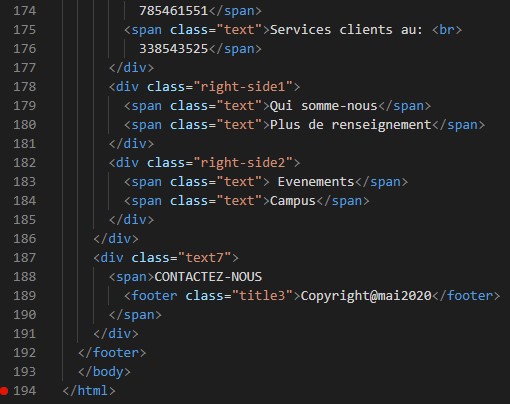 174 785461551</span>
175 <span class="text">Services clients au: <br>
176 338543525</span>
177 </div>
178 <div class="right-side1">
179 <span class="text">Qui somme-nous</span>
180 <span class="text">Plus de renseignement</span>
181 </div>
182 <div class="right-side2">
183 <span class="text"> Evenements</span>
184 <span class="text">Campus</span>
185 </div>
186 </div>
187 <div class="text7">
188 <span>CONTACTEZ-NOUS
189 <footer class="title3">Copyright@mai2020</footer>
190 </span>
191 </div>
192 </footer>
193 </body>
194 </html>